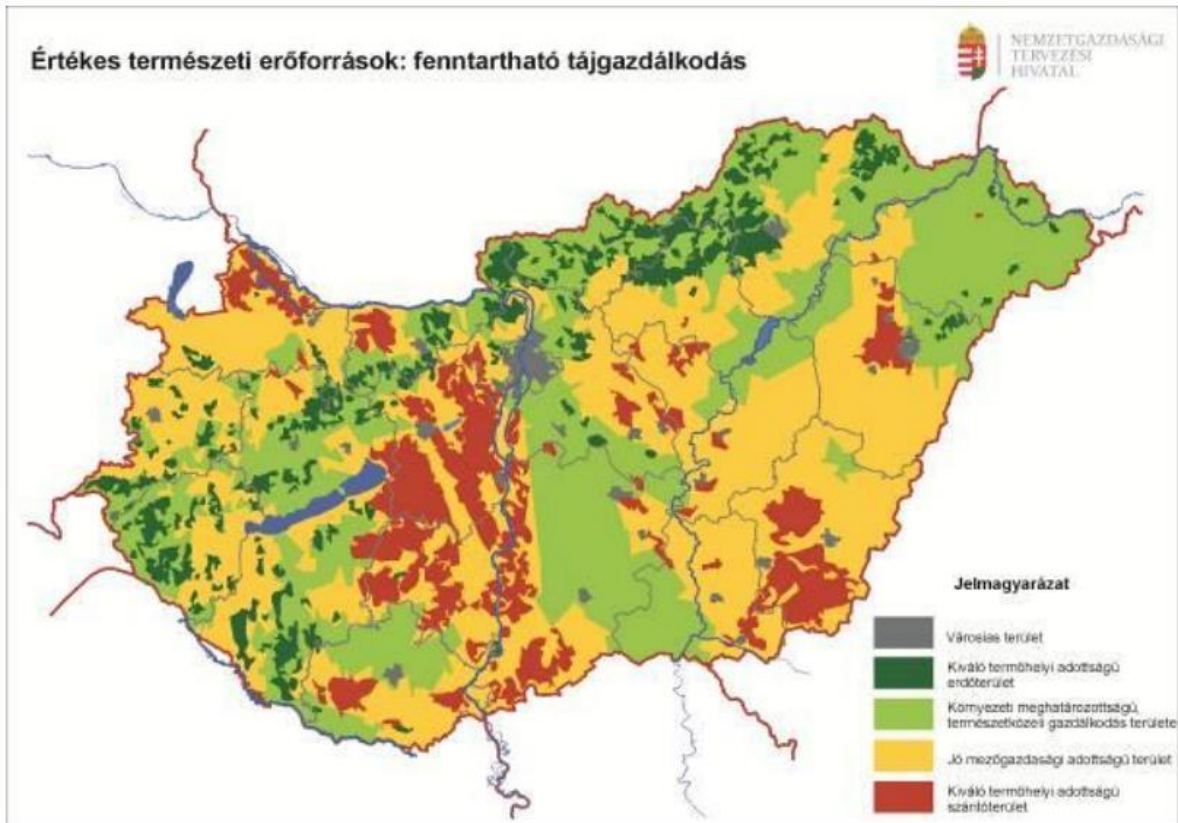 Értékes természeti erőforrások: fenntartható tájgazdálkodás
NEMZETGAZDASÁGI
TERVEZÉSI
HIVATAL
Jelmagyarázat
Városias terület
Kiváló termőhelyi adottságú
erdőterület
Környezeti meghatározottságú,
természetközeli gazdálkodás területe
Jó mezőgazdasági adottságú terület
Kiváló termőhelyi adottságú
szántóterület